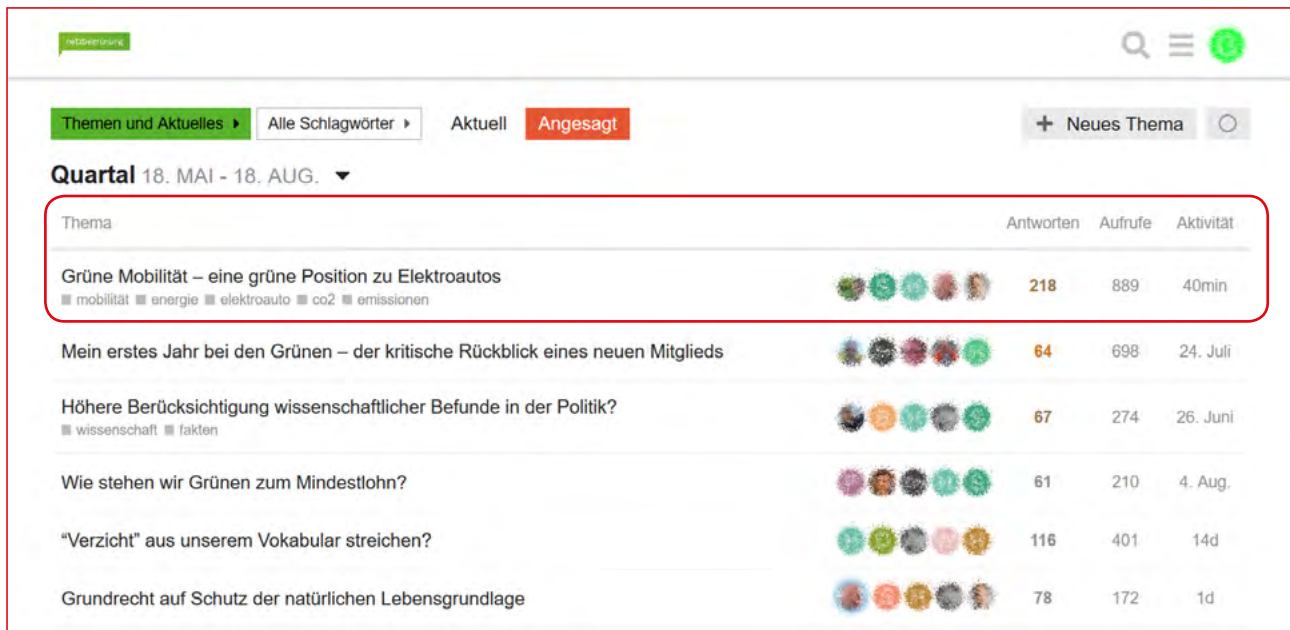 netzbegrünung
Themen und Aktuelles
Alle Schlagwörter
Aktuell
Angesagt
+ Neues Thema
Quartal 18. MAI - 18. AUG.
Thema Antworten Aufrufe Aktivität
Grüne Mobilität – eine grüne Position zu Elektroautos 218 889 40min
mobilität energie elektroauto co2 emissionen
Mein erstes Jahr bei den Grünen – der kritische Rückblick eines neuen Mitglieds 64 698 24. Juli
Höhere Berücksichtigung wissenschaftlicher Befunde in der Politik? 67 274 26. Juni
wissenschaft fakten
Wie stehen wir Grünen zum Mindestlohn? 61 210 4. Aug.
“Verzicht” aus unserem Vokabular streichen? 116 401 14d
Grundrecht auf Schutz der natürlichen Lebensgrundlage 78 172 1d